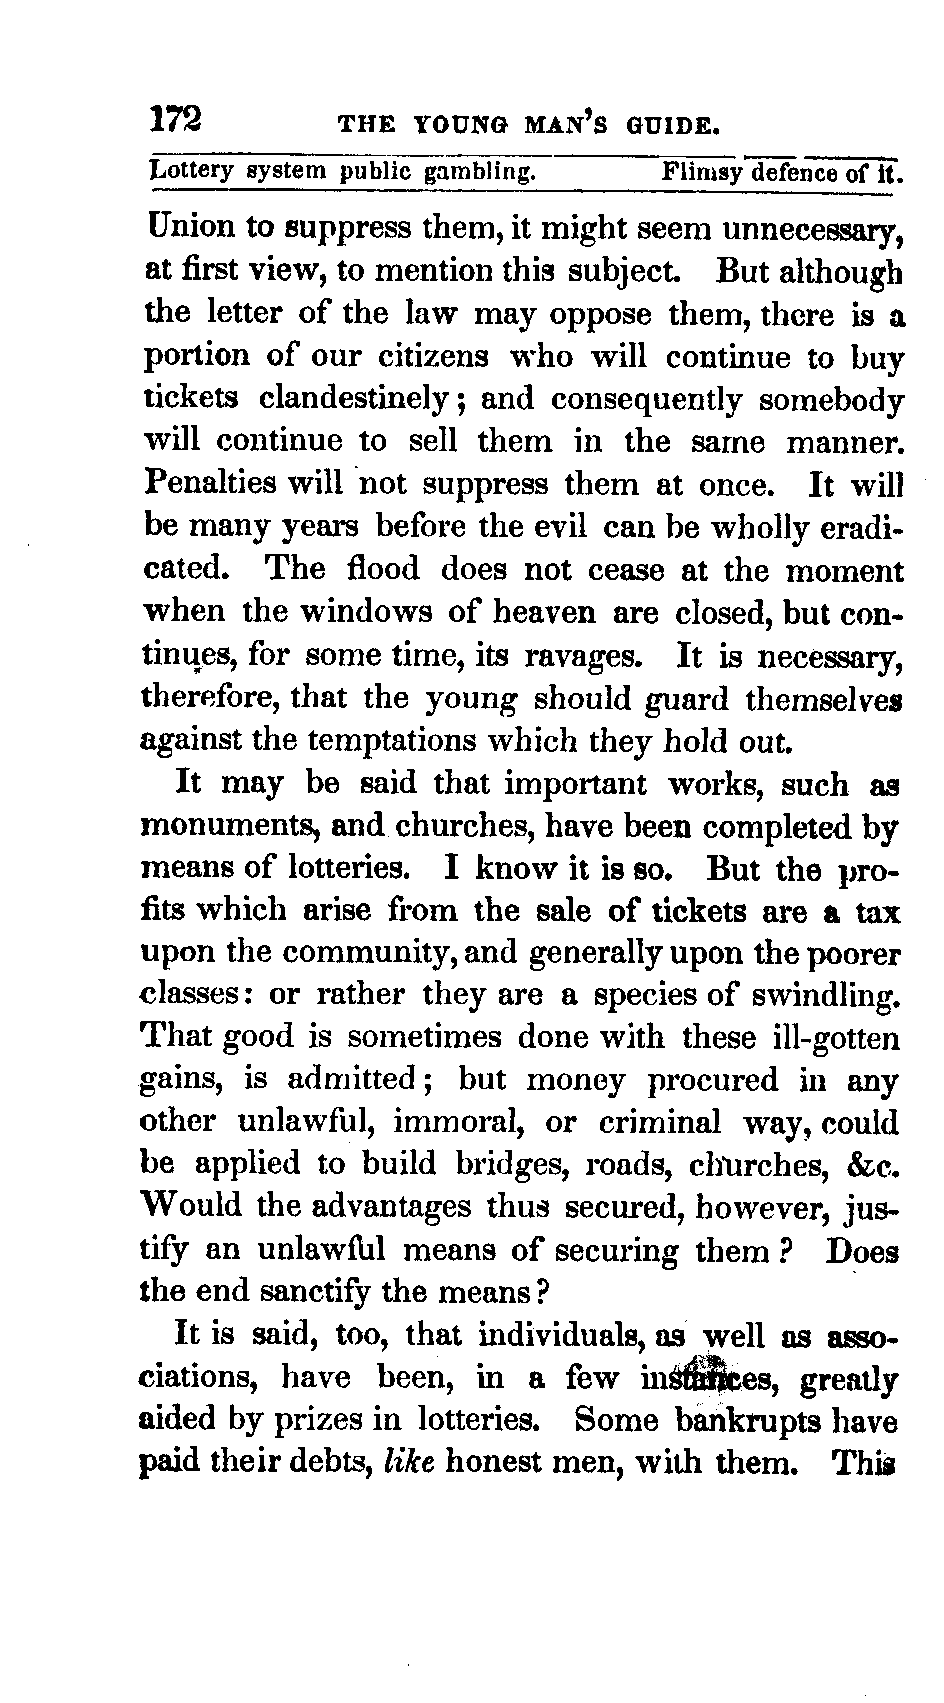 172 THE YOUNG MAN'S GUIDE.
Lottery system public gambling. Flimsy defence of it.
Union to suppress them, it might seem unnecessary,
at first view, to mention this subject. But although
the letter of the law may oppose them, there is a
portion of our citizens who will continue to buy
tickets clandestinely; and consequently somebody
will continue to sell them in the same manner.
Penalties will not suppress them at once. It will
be many years before the evil can be wholly eradi-
cated. The flood does not cease at the moment
when the windows of heaven are closed, but con-
tinues, for some time, its ravages. It is necessary,
therefore, that the young should guard themselves
against the temptations which they hold out.
It may be said that important works, such as
monuments, and churches, have been completed by
means of lotteries. I know it is so. But the pro-
fits which arise from the sale of tickets are a tax
upon the community, and generally upon the poorer
classes: or rather they are a species of swindling.
That good is sometimes done with these ill-gotten
gains, is admitted; but money procured in any
other unlawful, immoral, or criminal way, could
be applied to build bridges, roads, churches, &c.
Would the advantages thus secured, however, jus-
tify an unlawful means of securing them? Does
the end sanctify the means?
It is said, too, that individuals, as well as asso-
ciations, have been, in a few instances, greatly
aided by prizes in lotteries. Some bankrupts have
paid their debts, like honest men, with them. This